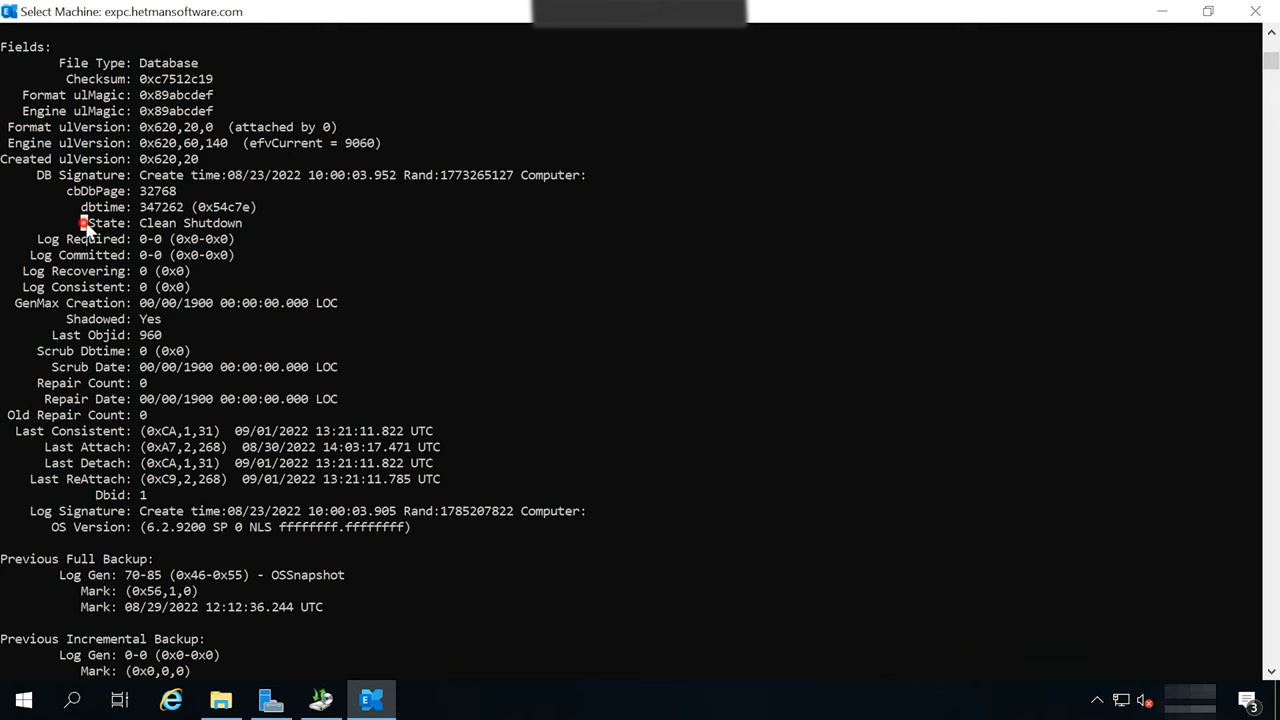 Select Machine: expc.hetmansoftware.com
Fields:
File Type: Database
Checksum: 0xc7512c19
Format ulMagic: 0x89abcdef
Engine ulMagic: 0x89abcdef
Format ulVersion: 0x620,20,0  (attached by 0)
Engine ulVersion: 0x620,60,140  (efvCurrent = 9060)
Created ulVersion: 0x620,20
DB Signature: Create time:08/23/2022 10:00:03.952 Rand:1773265127 Computer:
cbDbPage: 32768
dbtime: 347262 (0x54c7e)
State: Clean Shutdown
Log Required: 0-0 (0x0-0x0)
Log Committed: 0-0 (0x0-0x0)
Log Recovering: 0 (0x0)
Log Consistent: 0 (0x0)
GenMax Creation: 00/00/1900 00:00:00.000 LOC
Shadowed: Yes
Last Objid: 960
Scrub Dbtime: 0 (0x0)
Scrub Date: 00/00/1900 00:00:00.000 LOC
Repair Count: 0
Repair Date: 00/00/1900 00:00:00.000 LOC
Old Repair Count: 0
Last Consistent: (0xCA,1,31)  09/01/2022 13:21:11.822 UTC
Last Attach: (0xA7,2,268)  08/30/2022 14:03:17.471 UTC
Last Detach: (0xCA,1,31)  09/01/2022 13:21:11.822 UTC
Last ReAttach: (0xC9,2,268)  09/01/2022 13:21:11.785 UTC
Dbid: 1
Log Signature: Create time:08/23/2022 10:00:03.905 Rand:1785207822 Computer:
OS Version: (6.2.9200 SP 0 NLS ffffffff.ffffffff)
Previous Full Backup:
Log Gen: 70-85 (0x46-0x55) - OSSnapshot
Mark: (0x56,1,0)
Mark: 08/29/2022 12:12:36.244 UTC
Previous Incremental Backup:
Log Gen: 0-0 (0x0-0x0)
Mark: (0x0,0,0)
E
3